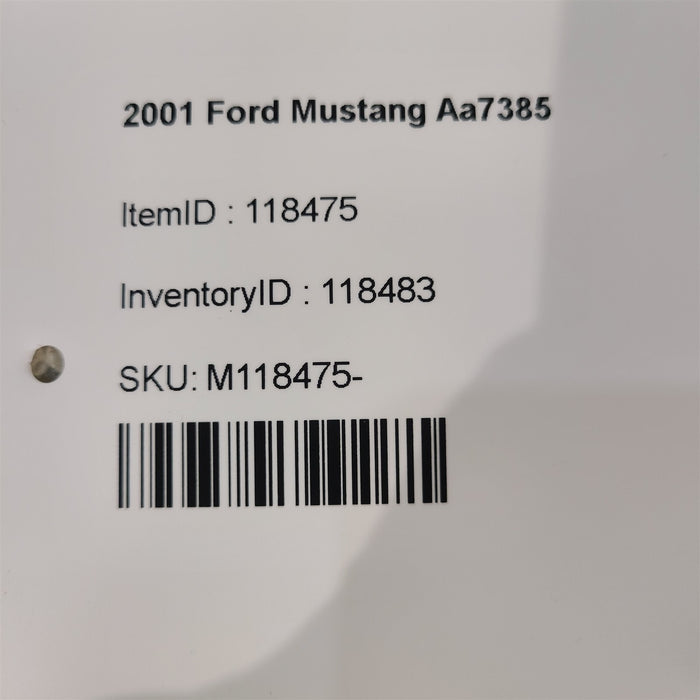 2001 Ford Mustang Aa7385
ItemID : 118475
InventoryID : 118483
SKU: M118475-